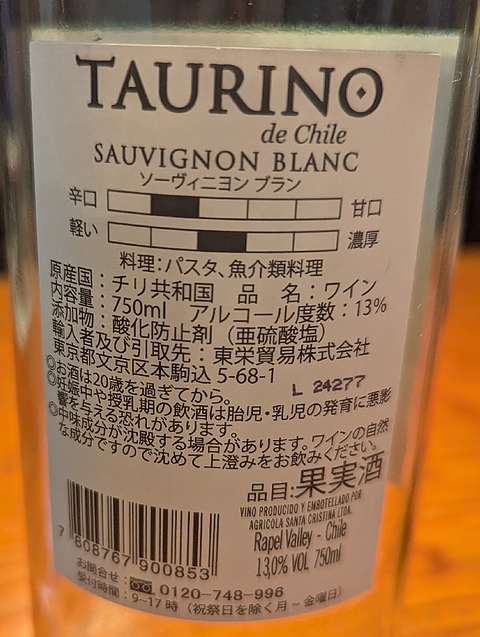 TAURINO
de Chile
SAUVIGNON BLANC
ソーヴィニヨン ブラン
辛口 甘口
軽い 濃厚
料理：パスタ、魚介類料理
原産国：チリ共和国 品 名：ワイン
内容量：750ml アルコール度数：13%
添加物：酸化防止剤（亜硫酸塩）
輸入者及び引取先：東栄貿易株式会社
東京都文京区本駒込 5-68-1
L 24277
◎お酒は20歳を過ぎてから。
◎妊娠中や授乳期の飲酒は胎児・乳児の発育に悪影
響を与える恐れがあります。
◎中味成分が沈殿する場合があります。ワインの自然
な成分ですので沈めて上澄みをお飲みください。
品目：果実酒
VINO PRODUCIDO Y EMBOTELLADO POR
AGRICOLA SANTA CRISTINA LTDA.
Rapel Valley - Chile
13,0% VOL 750ml
7 808767 900853
お問合せ： 0120-748-996
受付時間：9~17時（祝祭日を除く月~金曜日）